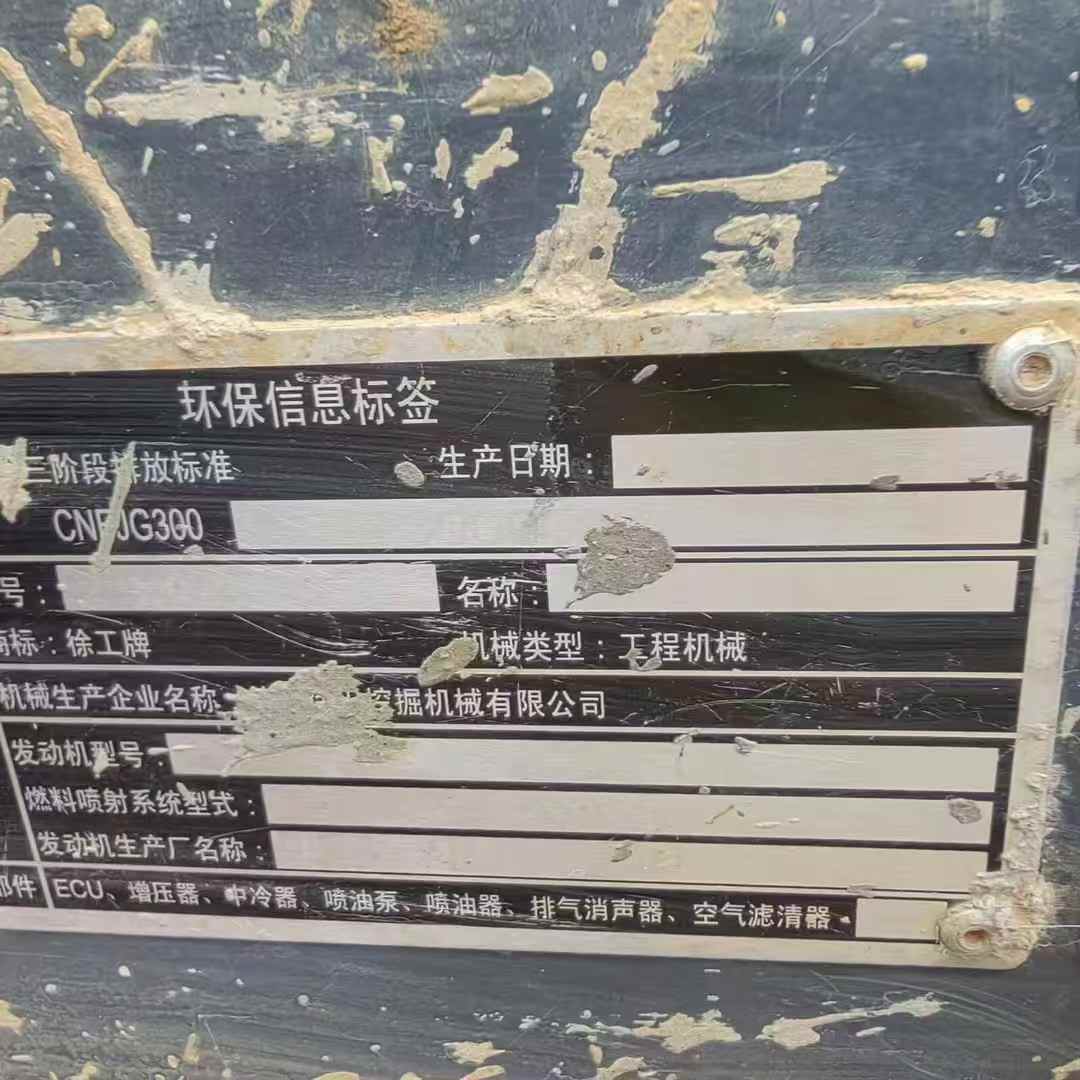 环保信息标签
三阶段排放标准 生产日期：
CNFJG300
号： 名称：
商标：徐工牌 机械类型：工程机械
机械生产企业名称 挖掘机械有限公司
发动机型号：
燃料喷射系统型式：
发动机生产厂名称：
部件 ECU、增压器、中冷器、喷油泵、喷油器、排气消声器、空气滤清器